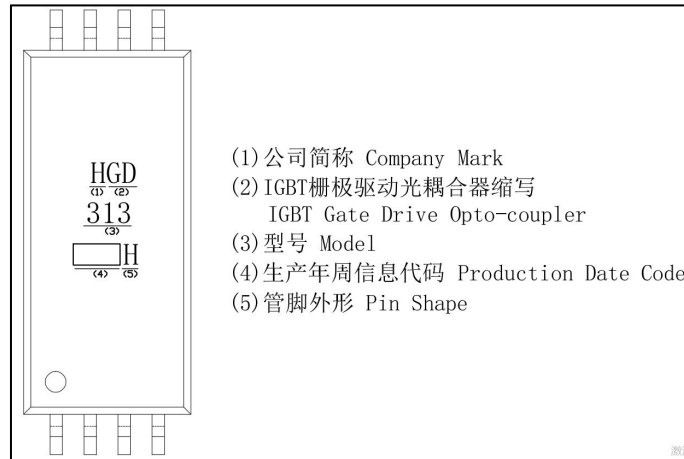 HGD
(1) (2)
313
(3)
H
(4) (5)
(1)公司简称 Company Mark
(2)IGBT栅极驱动光耦合器缩写
IGBT Gate Drive Opto-coupler
(3)型号 Model
(4)生产年周信息代码 Production Date Code
(5)管脚外形 Pin Shape